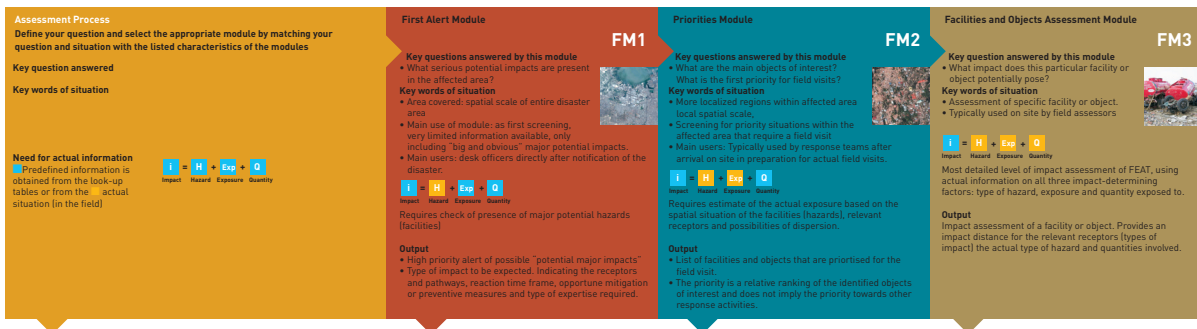 Assessment Process
Define your question and select the appropriate module by matching your
question and situation with the listed characteristics of the modules
Key question answered
Key words of situation
Need for actual information
Predefined information is
obtained from the look-up
tables or from the actual
situation (in the field)
i = H + Exp + Q
Impact Hazard Exposure Quantity
First Alert Module
FM1
Key questions answered by this module
• What serious potential impacts are present
in the affected area?
Key words of situation
• Area covered: spatial scale of entire disaster
area
• Main use of module: as first screening,
very limited information available, only
including "big and obvious" major potential impacts.
• Main users: desk officers directly after notification of the
disaster.
i = H + Exp + Q
Impact Hazard Exposure Quantity
Requires check of presence of major potential hazards
(facilities)
Output
• High priority alert of possible "potential major impacts"
• Type of impact to be expected. Indicating the receptors
and pathways, reaction time frame, opportune mitigation
or preventive measures and type of expertise required.
Priorities Module
FM2
Key questions answered by this module
• What are the main objects of interest?
What is the first priority for field visits?
Key words of situation
• More localized regions within affected area
local spatial scale,
• Screening for priority situations within the
affected area that require a field visit
• Main users: Typically used by response teams after
arrival on site in preparation for actual field visits.
i = H + Exp + Q
Impact Hazard Exposure Quantity
Requires estimate of the actual exposure based on the
spatial situation of the facilities (hazards), relevant
receptors and possibilities of dispersion.
Output
• List of facilities and objects that are prioritised for the
field visit.
• The priority is a relative ranking of the identified objects
of interest and does not imply the priority towards other
response activities.
Facilities and Objects Assessment Module
FM3
Key question answered by this module
• What impact does this particular facility or
object potentially pose?
Key words of situation
• Assessment of specific facility or object.
• Typically used on site by field assessors
i = H + Exp + Q
Impact Hazard Exposure Quantity
Most detailed level of impact assessment of FEAT, using
actual information on all three impact-determining
factors: type of hazard, exposure and quantity exposed to.
Output
Impact assessment of a facility or object. Provides an
impact distance for the relevant receptors (types of
impact) the actual type of hazard and quantities involved.